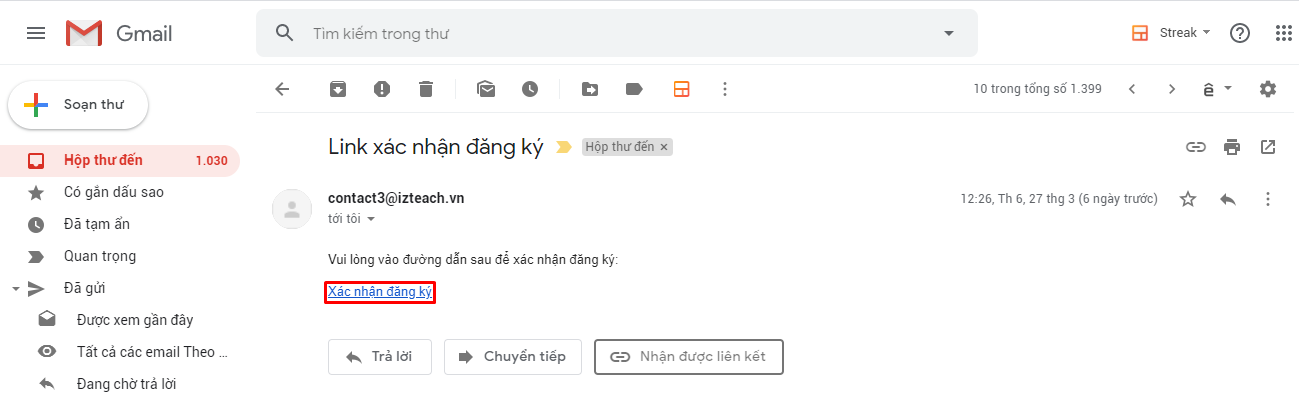 Gmail
Tìm kiếm trong thư
Streak
Soạn thư
10 trong tổng số 1.399
Hộp thư đến 1.030
Có gắn dấu sao
Đã tạm ẩn
Quan trọng
Đã gửi
Được xem gần đây
Tất cả các email Theo ...
Đang chờ trả lời
Link xác nhận đăng ký Hộp thư đến ×
contact3@izteach.vn 12:26, Th 6, 27 thg 3 (6 ngày trước)
tới tôi
Vui lòng vào đường dẫn sau để xác nhận đăng ký:
Xác nhận đăng ký
Trả lời Chuyển tiếp Nhận được liên kết